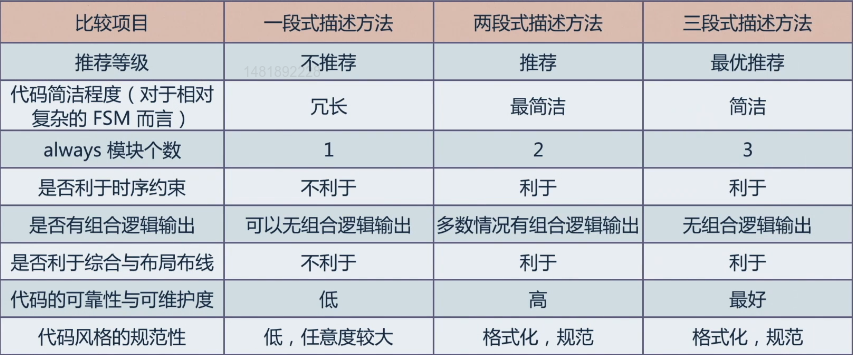 比较项目 一段式描述方法 两段式描述方法 三段式描述方法
推荐等级 不推荐 推荐 最优推荐
代码简洁程度（对于相对
复杂的 FSM 而言） 冗长 最简洁 简洁
always 模块个数 1 2 3
是否利于时序约束 不利于 利于 利于
是否有组合逻辑输出 可以无组合逻辑输出 多数情况有组合逻辑输出 无组合逻辑输出
是否利于综合与布局布线 不利于 利于 利于
代码的可靠性与可维护度 低 高 最好
代码风格的规范性 低，任意度较大 格式化，规范 格式化，规范